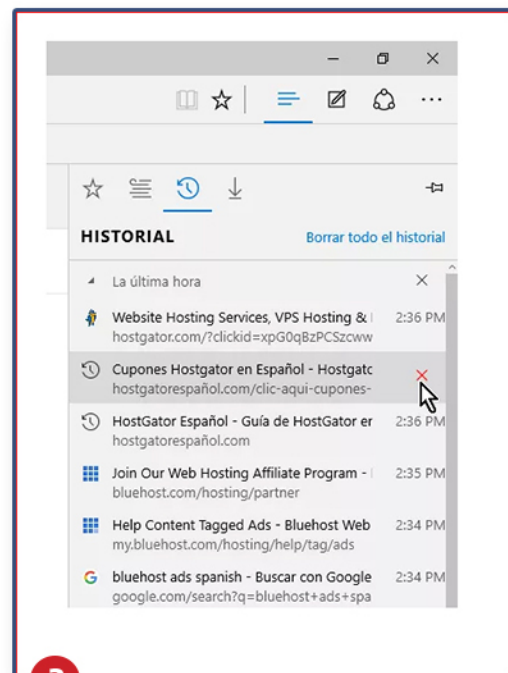 HISTORIAL
Borrar todo el historial
La última hora
Website Hosting Services, VPS Hosting &
2:36 PM
hostgator.com/?clickid=xpG0qBzPCSzcww
Cupones Hostgator en Español - Hostgatc
hostgatorespañol.com/clic-aqui-cupones-
HostGator Español - Guía de HostGator er
2:36 PM
hostgatorespañol.com
Join Our Web Hosting Affiliate Program -
2:35 PM
bluehost.com/hosting/partner
Help Content Tagged Ads - Bluehost Web
2:34 PM
my.bluehost.com/hosting/help/tag/ads
bluehost ads spanish - Buscar con Google
2:34 PM
google.com/search?q=bluehost+ads+spa